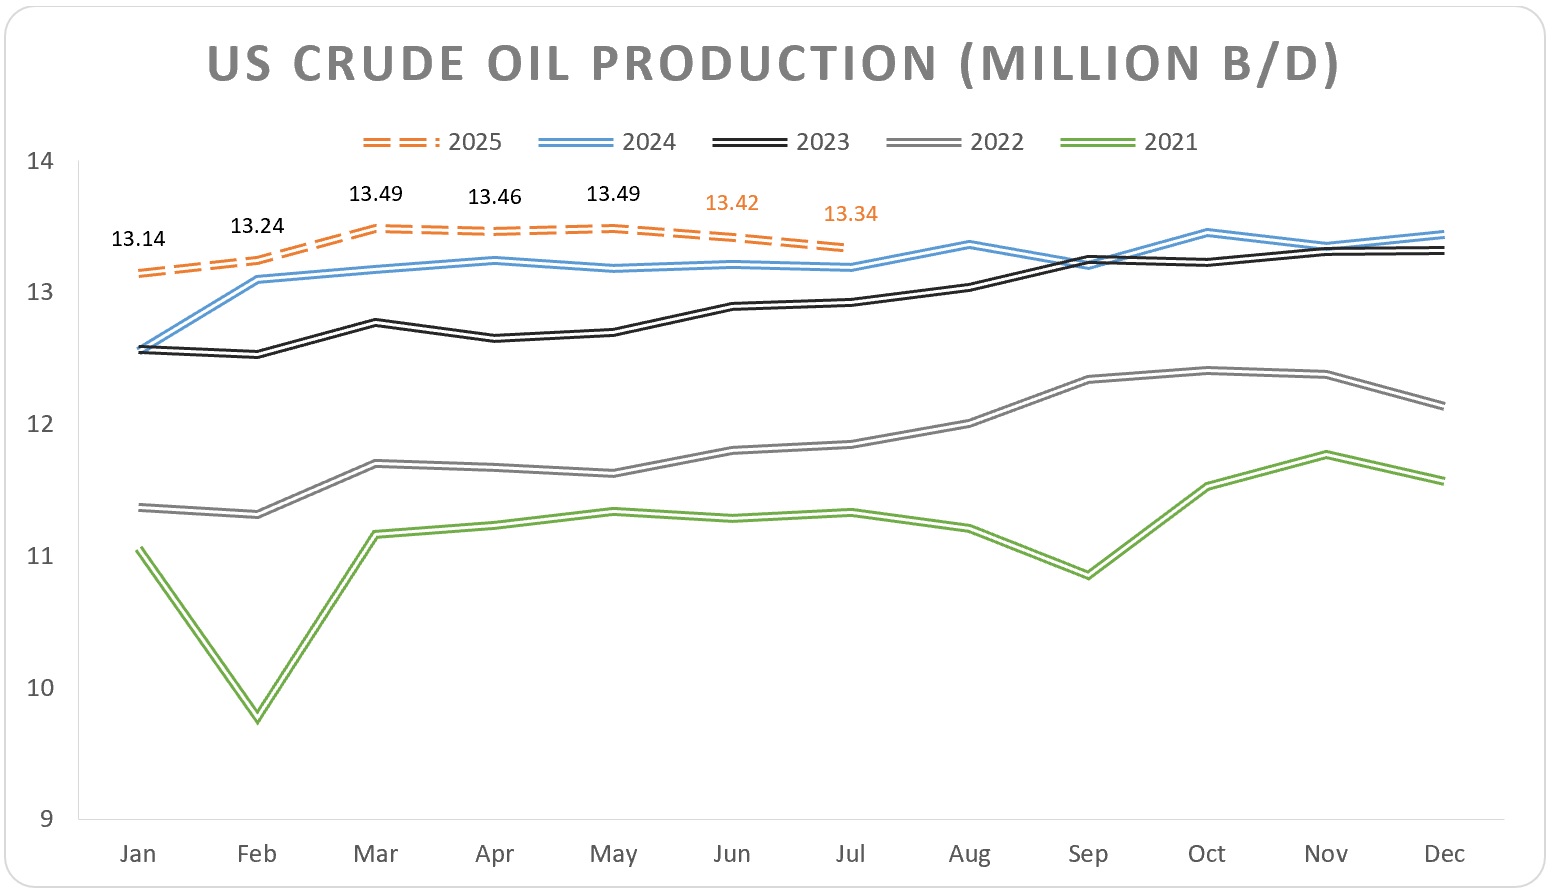 US CRUDE OIL PRODUCTION (MILLION B/D)
2025 2024 2023 2022 2021
14
13.14 13.24 13.49 13.46 13.49 13.42 13.34
13
12
11
10
9
Jan Feb Mar Apr May Jun Jul Aug Sep Oct Nov Dec